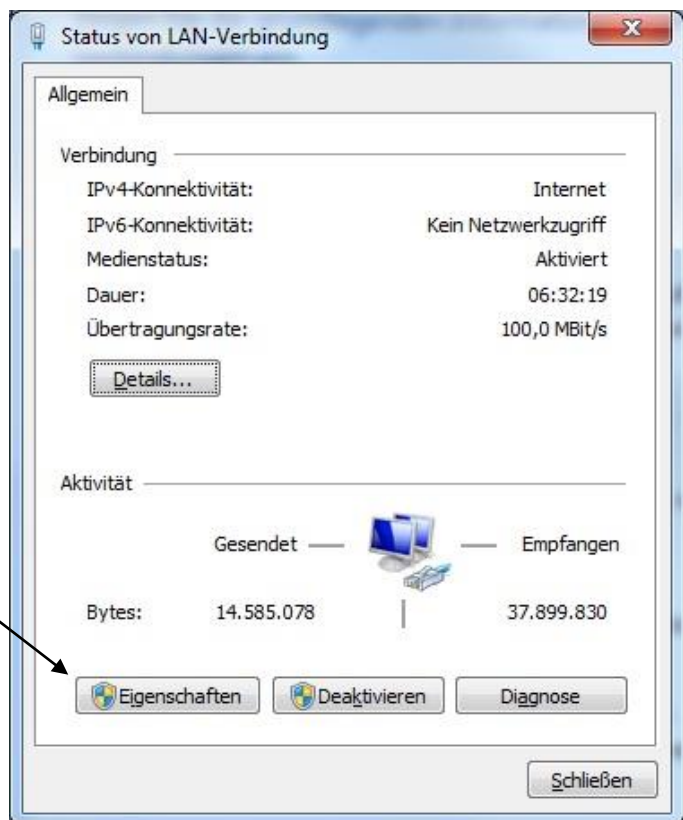 Status von LAN-Verbindung
Allgemein
Verbindung
IPv4-Konnektivität: Internet
IPv6-Konnektivität: Kein Netzwerkzugriff
Medienstatus: Aktiviert
Dauer: 06:32:19
Übertragungsrate: 100,0 MBit/s
Details...
Aktivität
Gesendet Empfangen
Bytes: 14.585.078 37.899.830
Eigenschaften Deaktivieren Diagnose
Schließen